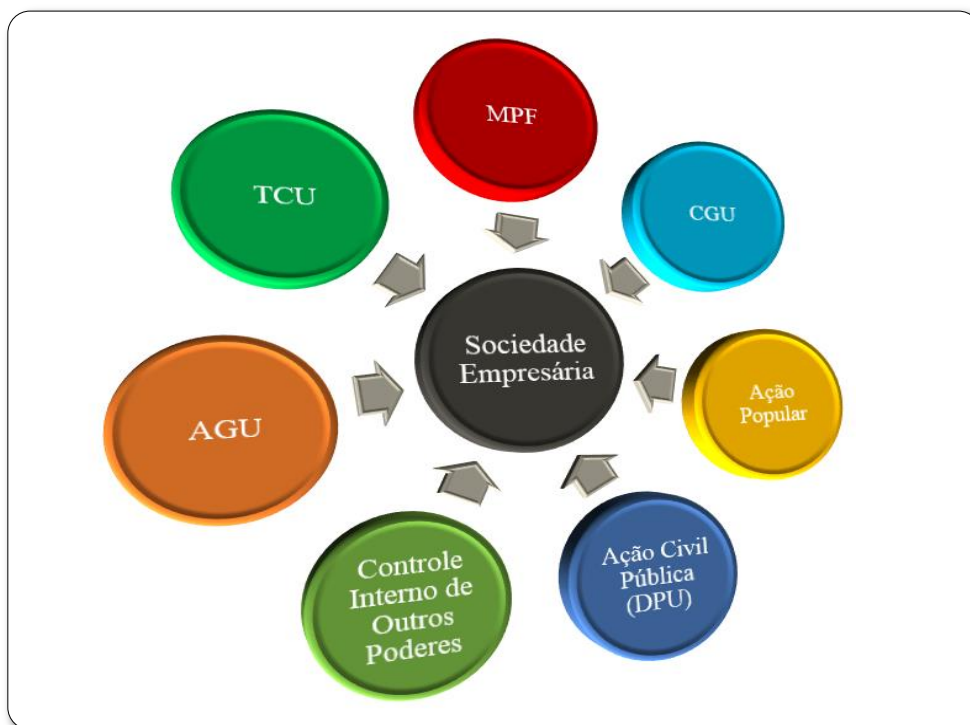 MPF
TCU
CGU
Sociedade
Empresária
Ação
Popular
AGU
Ação Civil
Pública
(DPU)
Controle
Interno de
Outros
Poderes